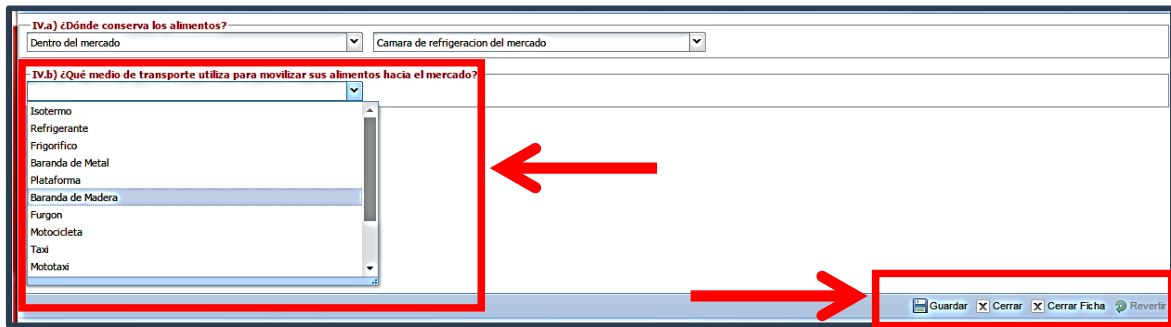 IV.a) ¿Dónde conserva los alimentos?
Dentro del mercado Camara de refrigeracion del mercado
IV.b) ¿Qué medio de transporte utiliza para movilizar sus alimentos hacia el mercado?
Isotermo
Refrigerante
Frigorifico
Baranda de Metal
Plataforma
Baranda de Madera
Furgon
Motocicleta
Taxi
Mototaxi
Guardar Cerrar Cerrar Ficha Revertir